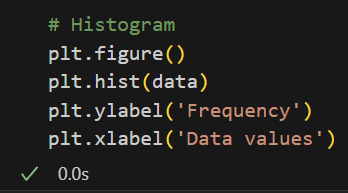 # Histogram
plt.figure()
plt.hist(data)
plt.ylabel('Frequency')
plt.xlabel('Data values')
0.0s